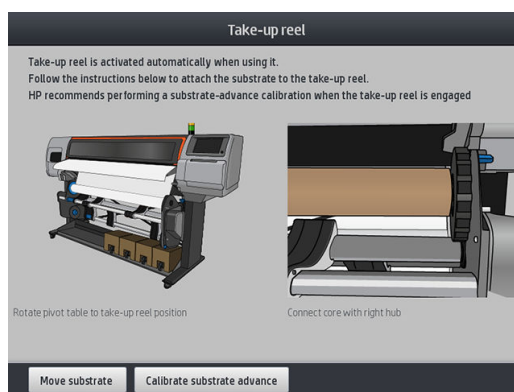 Take-up reel
Take-up reel is activated automatically when using it.
Follow the instructions below to attach the substrate to the take-up reel.
HP recommends performing a substrate-advance calibration when the take-up reel is engaged
Rotate pivot table to take-up reel position
Connect core with right hub
Move substrate
Calibrate substrate advance